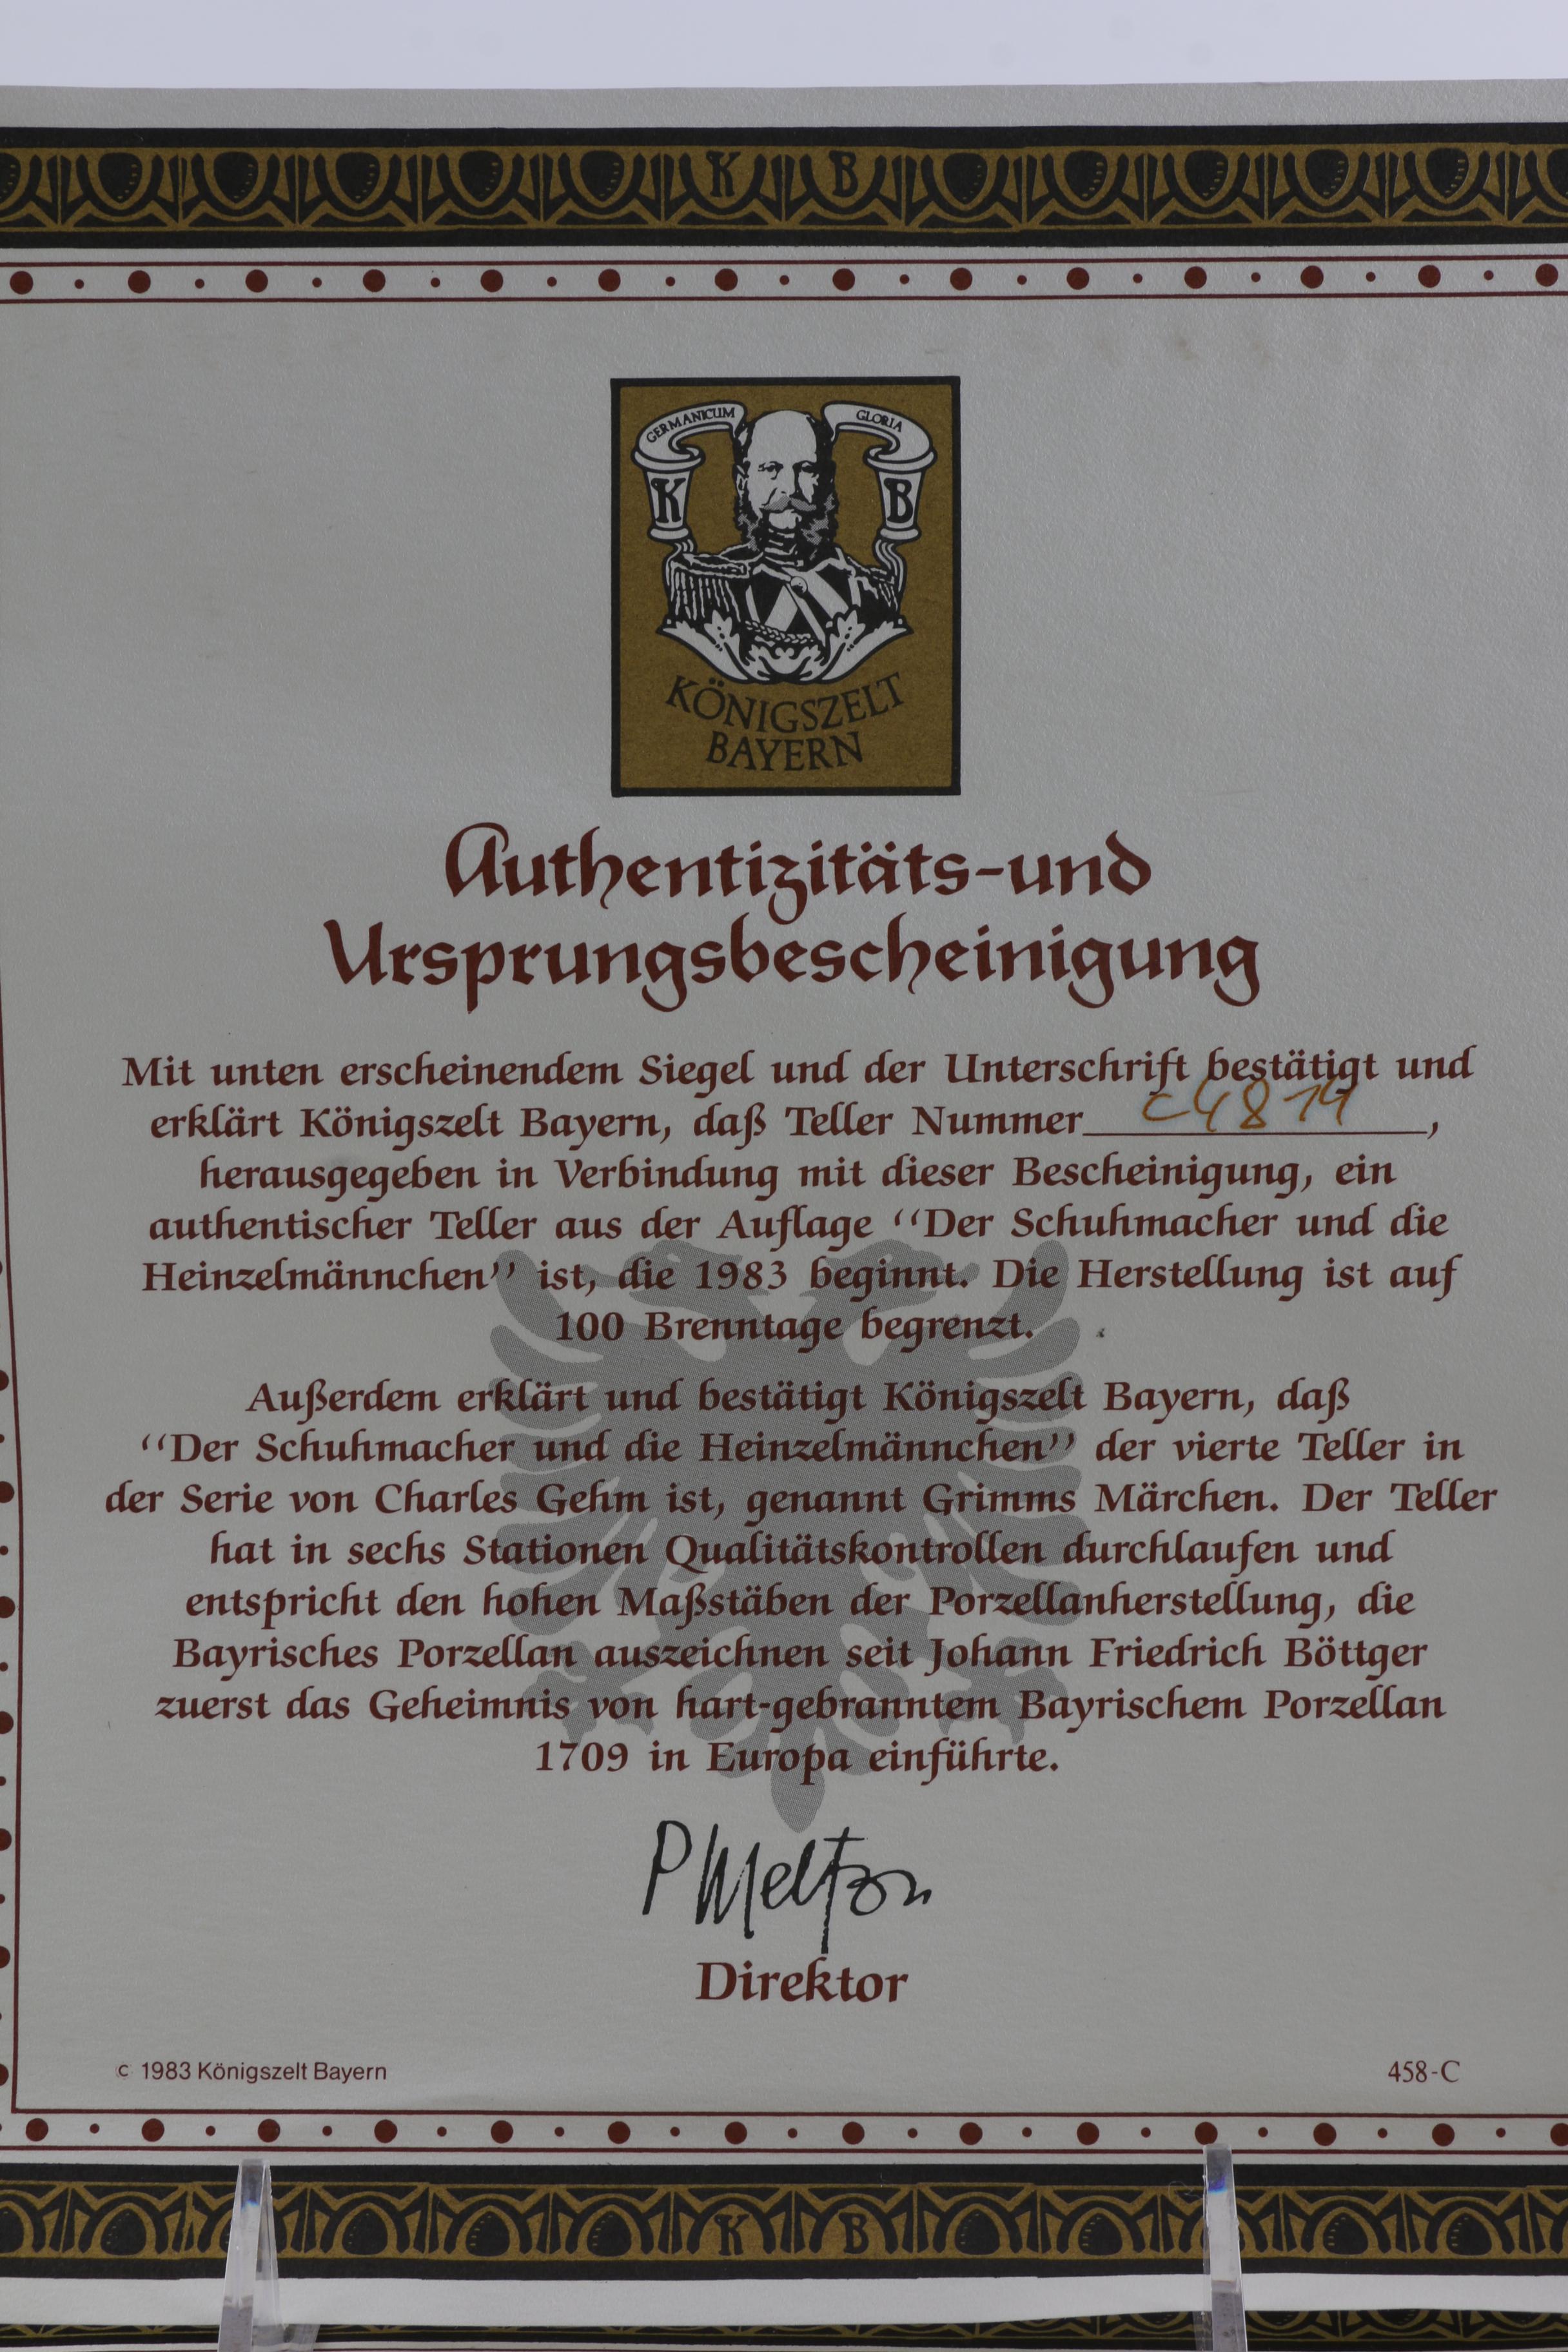 K B
GERMANICUM GLORIA
K B
KÖNIGSZELT
BAYERN
Authentizitäts-und
Ursprungsbescheinigung
Mit unten erscheinendem Siegel und der Unterschrift bestätigt und
erklärt Königszelt Bayern, daß Teller Nummer C4814,
herausgegeben in Verbindung mit dieser Bescheinigung, ein
authentischer Teller aus der Auflage “Der Schuhmacher und die
Heinzelmännchen” ist, die 1983 beginnt. Die Herstellung ist auf
100 Brenntage begrenzt.
Außerdem erklärt und bestätigt Königszelt Bayern, daß
“Der Schuhmacher und die Heinzelmännchen” der vierte Teller in
der Serie von Charles Gehm ist, genannt Grimms Märchen. Der Teller
hat in sechs Stationen Qualitätskontrollen durchlaufen und
entspricht den hohen Maßstäben der Porzellanherstellung, die
Bayrisches Porzellan auszeichnen seit Johann Friedrich Böttger
zuerst das Geheimnis von hart-gebranntem Bayrischem Porzellan
1709 in Europa einführte.
P Melton
Direktor
© 1983 Königszelt Bayern
458-C
K B